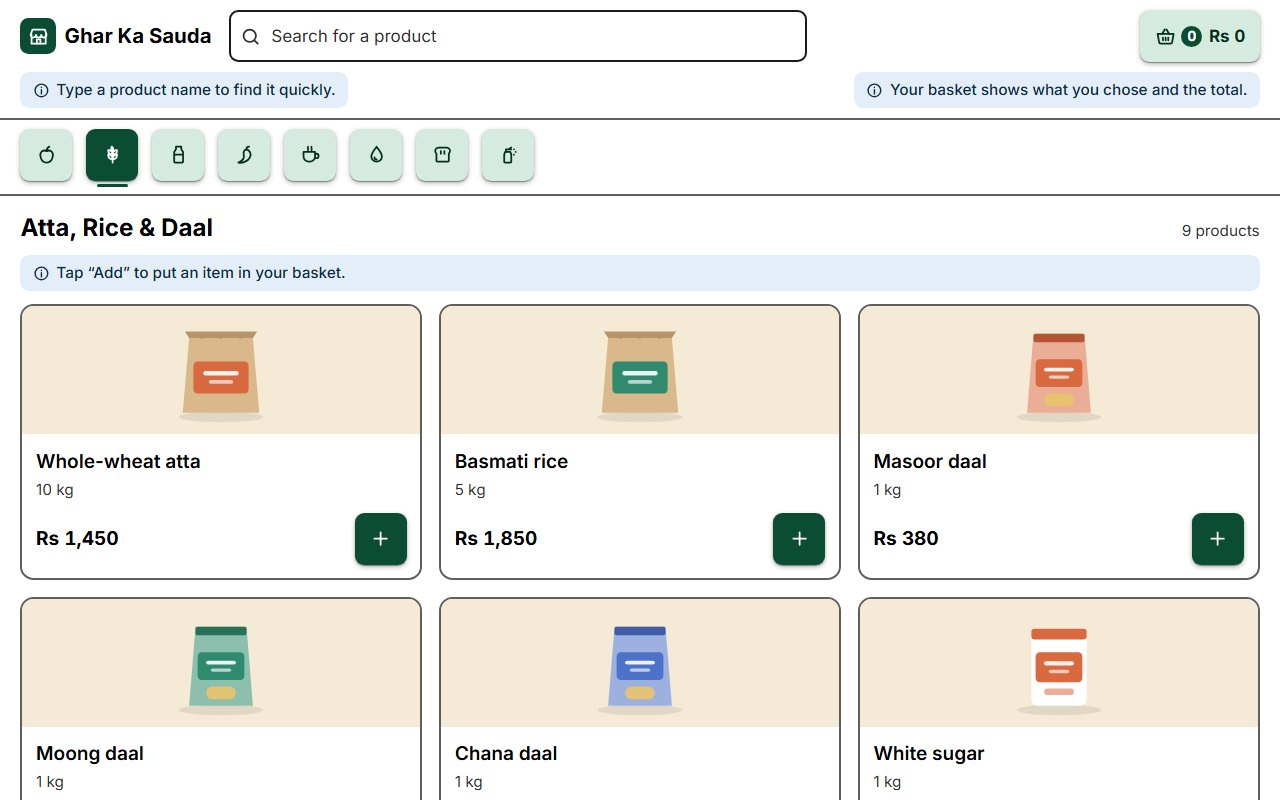 Ghar Ka Sauda
Search for a product
0 Rs 0
Type a product name to find it quickly.
Your basket shows what you chose and the total.
Atta, Rice & Daal
9 products
Tap “Add” to put an item in your basket.
Whole-wheat atta
10 kg
Rs 1,450
Basmati rice
5 kg
Rs 1,850
Masoor daal
1 kg
Rs 380
Moong daal
1 kg
Chana daal
1 kg
White sugar
1 kg